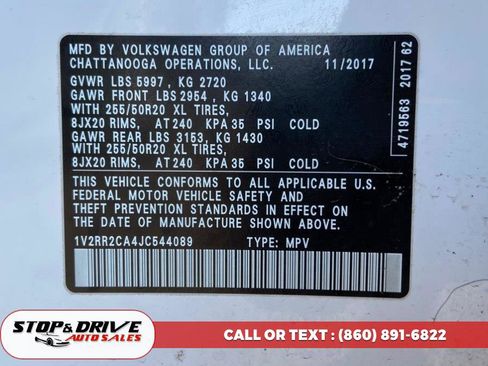 MFD BY VOLKSWAGEN GROUP OF AMERICA
CHATTANOOGA OPERATIONS, LLC. 11/2017
GVWR LBS 5997 , KG 2720
GAWR FRONT LBS 2954 , KG 1340
WITH 255/50R20 XL TIRES,
8JX20 RIMS, AT 240 KPA 35 PSI COLD
GAWR REAR LBS 3153, KG 1430
WITH 255/50R20 XL TIRES,
8JX20 RIMS, AT 240 KPA 35 PSI COLD
THIS VEHICLE CONFORMS TO ALL APPLICABLE U.S.
FEDERAL MOTOR VEHICLE SAFETY AND
THEFT PREVENTION STANDARDS IN EFFECT ON
THE DATE OF MANUFACTURE SHOWN ABOVE.
1V2RR2CA4JC544089 TYPE: MPV
4719563 2017 62
STOP & DRIVE
AUTO SALES
CALL OR TEXT : (860) 891-6822